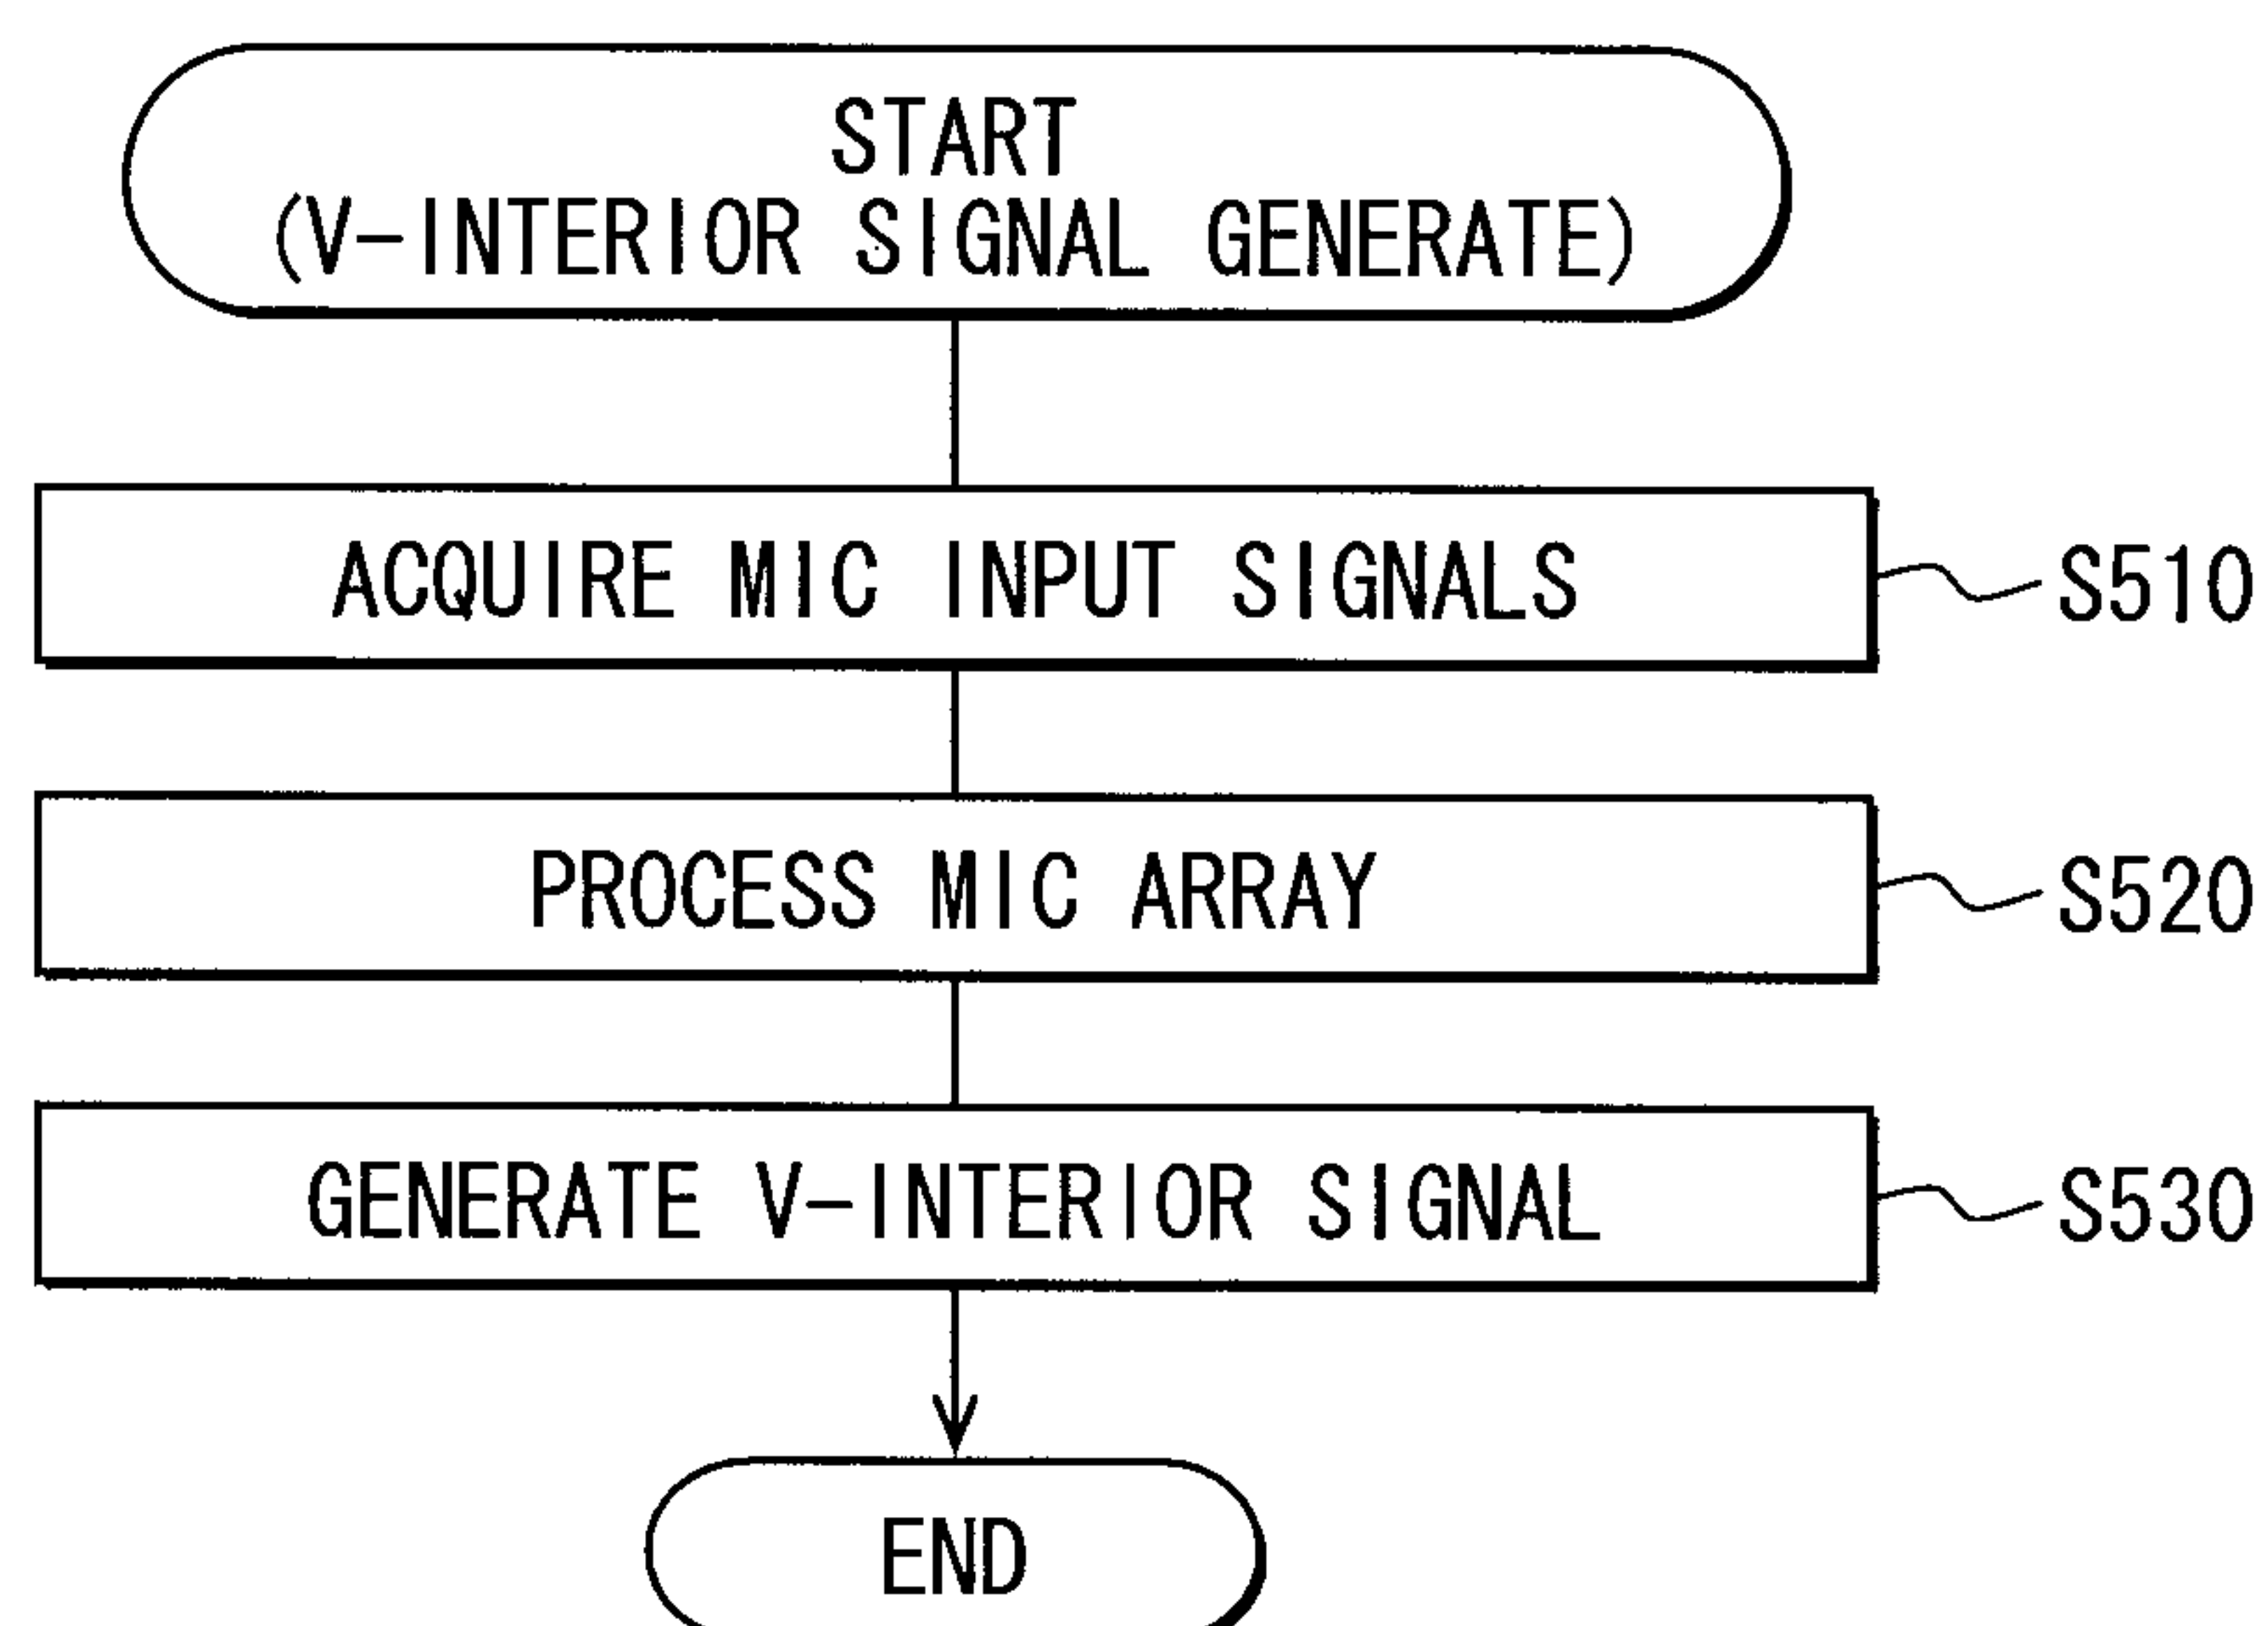 START
(V-INTERIOR SIGNAL GENERATE)
ACQUIRE MIC INPUT SIGNALS
S510
PROCESS MIC ARRAY
S520
GENERATE V-INTERIOR SIGNAL
S530
END